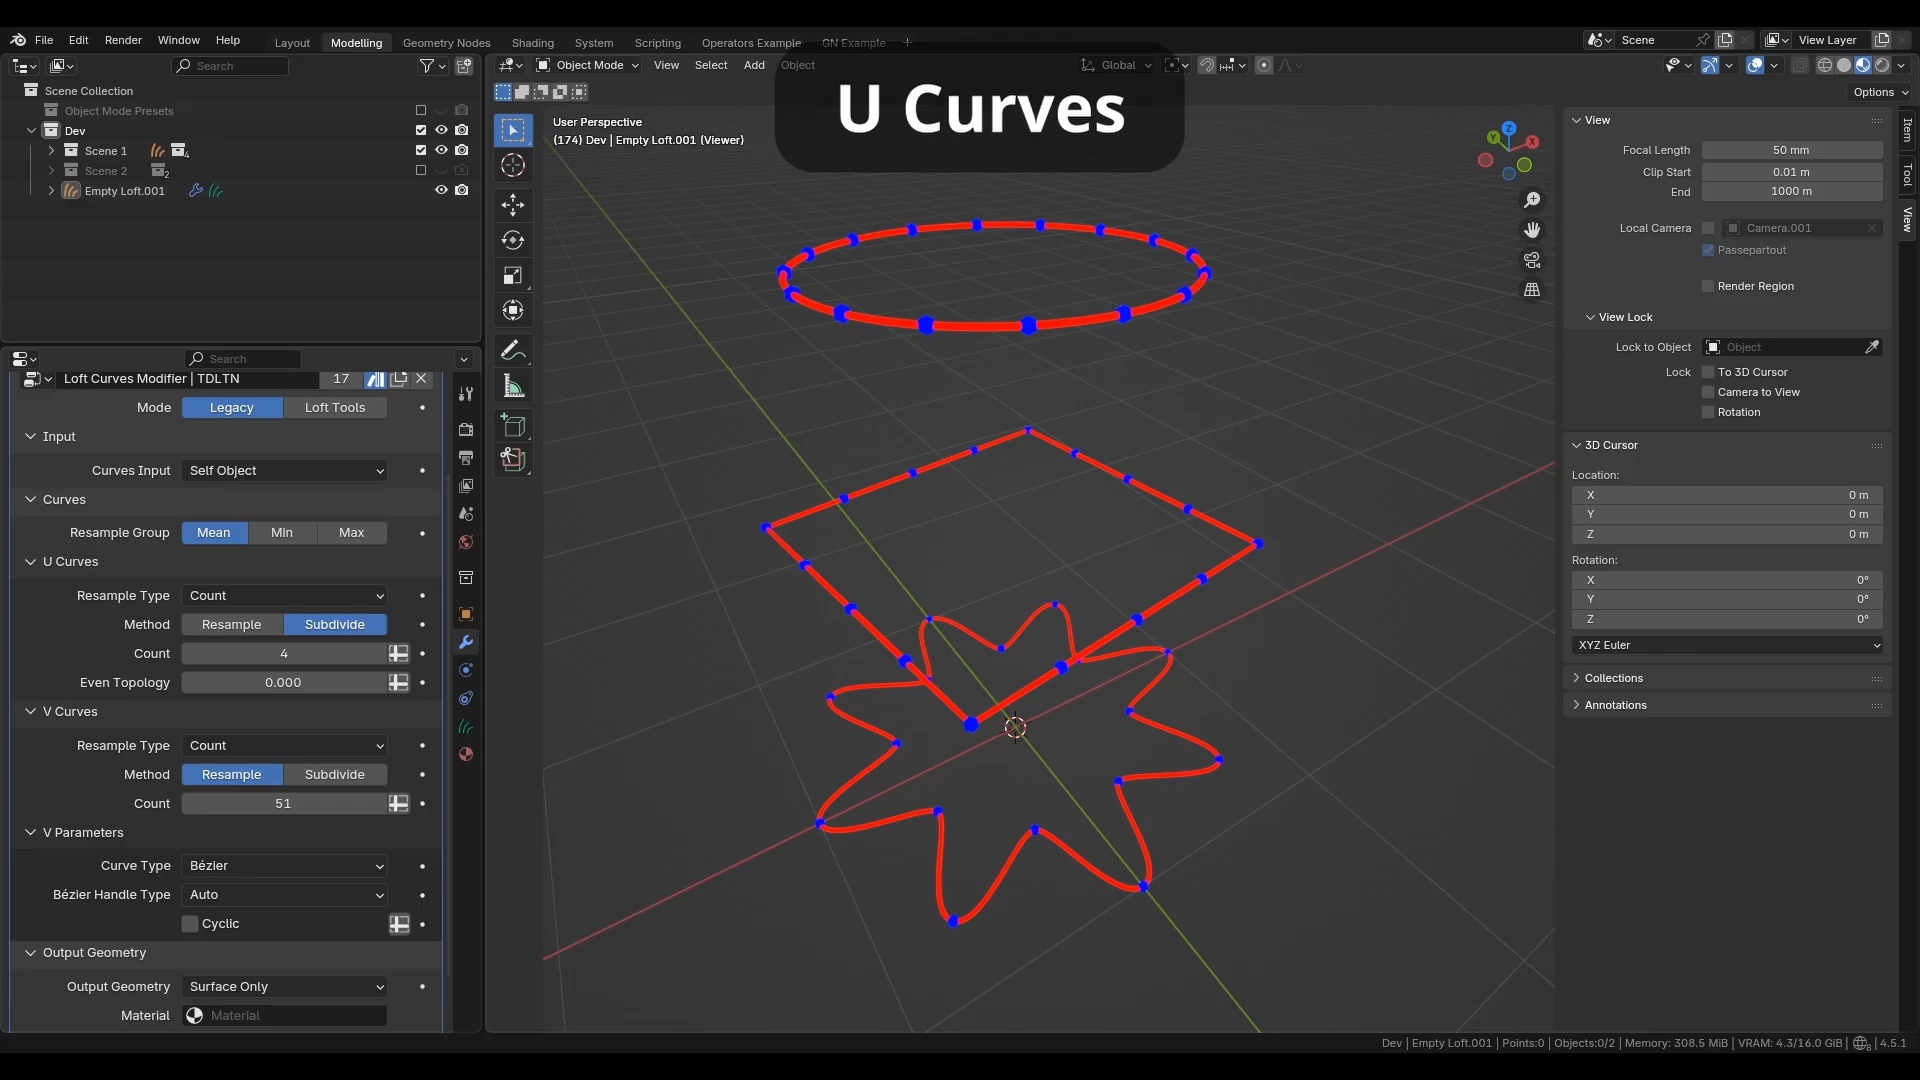 File Edit Render Window Help
Layout Modelling Geometry Nodes Shading System Scripting Operators Example GN Example +
Scene
View Layer
Search
Object Mode View Select Add Object
Global
Options
U Curves
Scene Collection
Object Mode Presets
Dev
Scene 1
4
Scene 2
2
Empty Loft.001
User Perspective
(174) Dev | Empty Loft.001 (Viewer)
Z
Y
X
Search
Loft Curves Modifier | TDLTN 17
Mode Legacy Loft Tools
Input
Curves Input Self Object
Curves
Resample Group Mean Min Max
U Curves
Resample Type Count
Method Resample Subdivide
Count 4
Even Topology 0.000
V Curves
Resample Type Count
Method Resample Subdivide
Count 51
V Parameters
Curve Type Bézier
Bézier Handle Type Auto
Cyclic
Output Geometry
Output Geometry Surface Only
Material Material
View
Focal Length 50 mm
Clip Start 0.01 m
End 1000 m
Local Camera Camera.001
Passepartout
Render Region
View Lock
Lock to Object Object
Lock To 3D Cursor
Camera to View
Rotation
3D Cursor
Location:
X 0 m
Y 0 m
Z 0 m
Rotation:
X 0°
Y 0°
Z 0°
XYZ Euler
Collections
Annotations
Item
Tool
View
Dev | Empty Loft.001 | Points:0 | Objects:0/2 | Memory: 308.5 MiB | VRAM: 4.3/16.0 GiB | 8 | 4.5.1